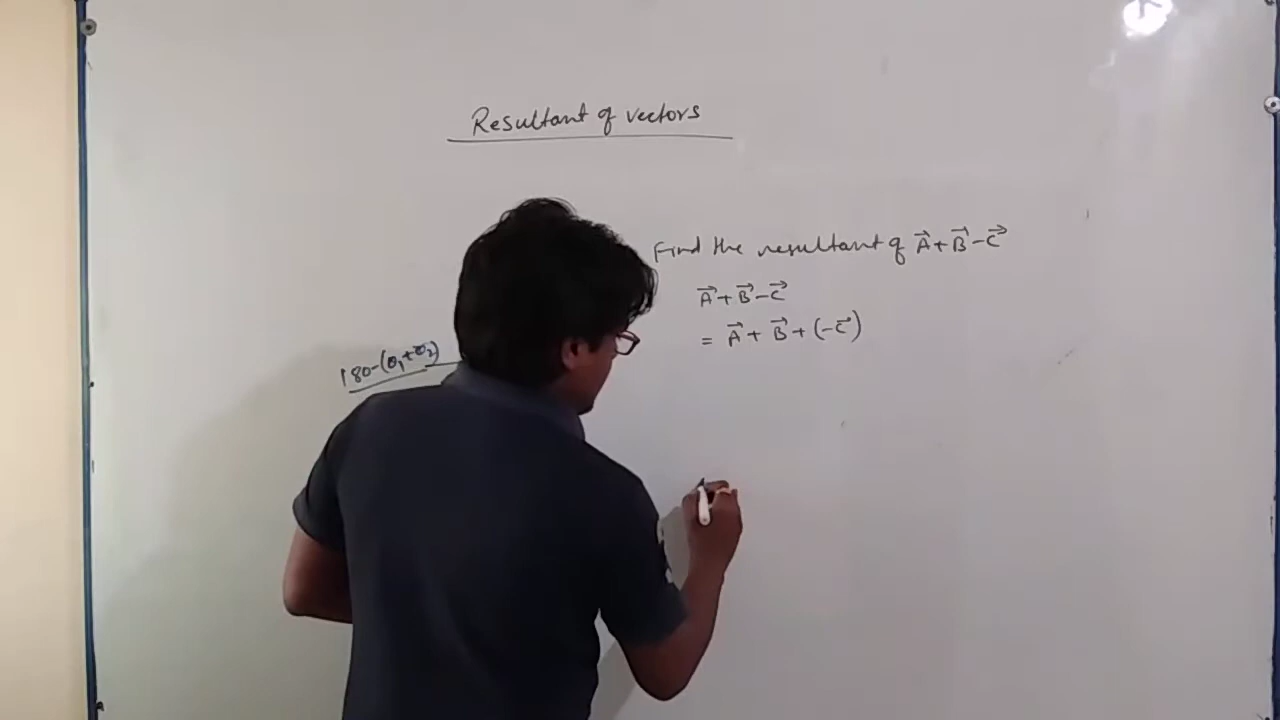 Resultant of vectors
Find the resultant of A⃗ + B⃗ − C⃗
A⃗ + B⃗ − C⃗
= A⃗ + B⃗ + (−C⃗)
180−(θ₁+θ₂)